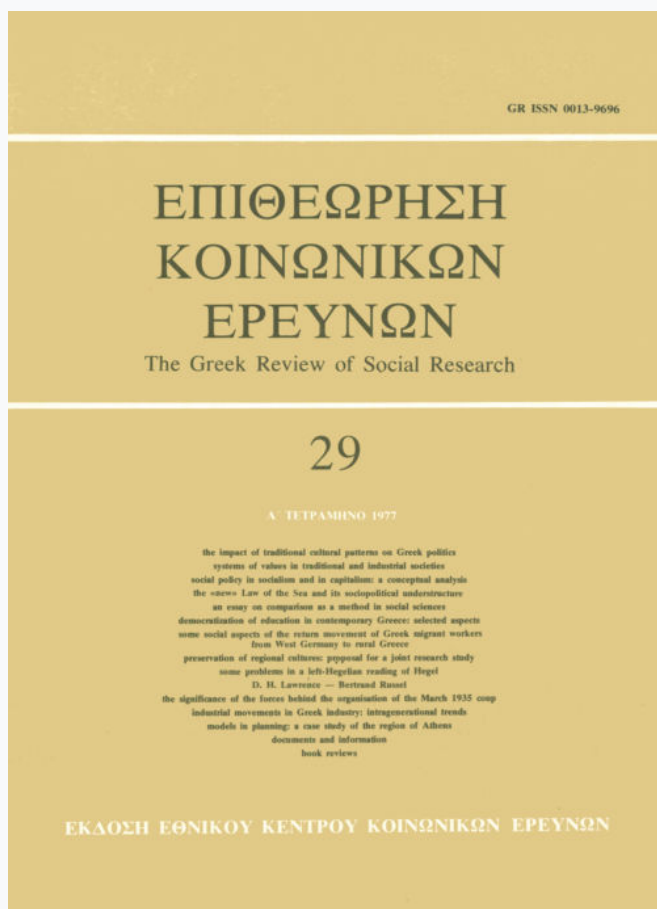 GR ISSN 0013-9696
ΕΠΙΘΕΩΡΗΣΗ
ΚΟΙΝΩΝΙΚΩΝ
ΕΡΕΥΝΩΝ
The Greek Review of Social Research
29
Α΄ ΤΕΤΡΑΜΗΝΟ 1977
the impact of traditional cultural patterns on Greek politics
systems of values in traditional and industrial societies
social policy in socialism and in capitalism: a conceptual analysis
the «new» Law of the Sea and its sociopolitical understructure
an essay on comparison as a method in social sciences
democratization of education in contemporary Greece: selected aspects
some social aspects of the return movement of Greek migrant workers
from West Germany to rural Greece
preservation of regional cultures: proposal for a joint research study
some problems in a left-Hegelian reading of Hegel
D. H. Lawrence — Bertrand Russel
the significance of the forces behind the organisation of the March 1935 coup
industrial movements in Greek industry: intragenerational trends
models in planning: a case study of the region of Athens
documents and information
book reviews
ΕΚΔΟΣΗ ΕΘΝΙΚΟΥ ΚΕΝΤΡΟΥ ΚΟΙΝΩΝΙΚΩΝ ΕΡΕΥΝΩΝ